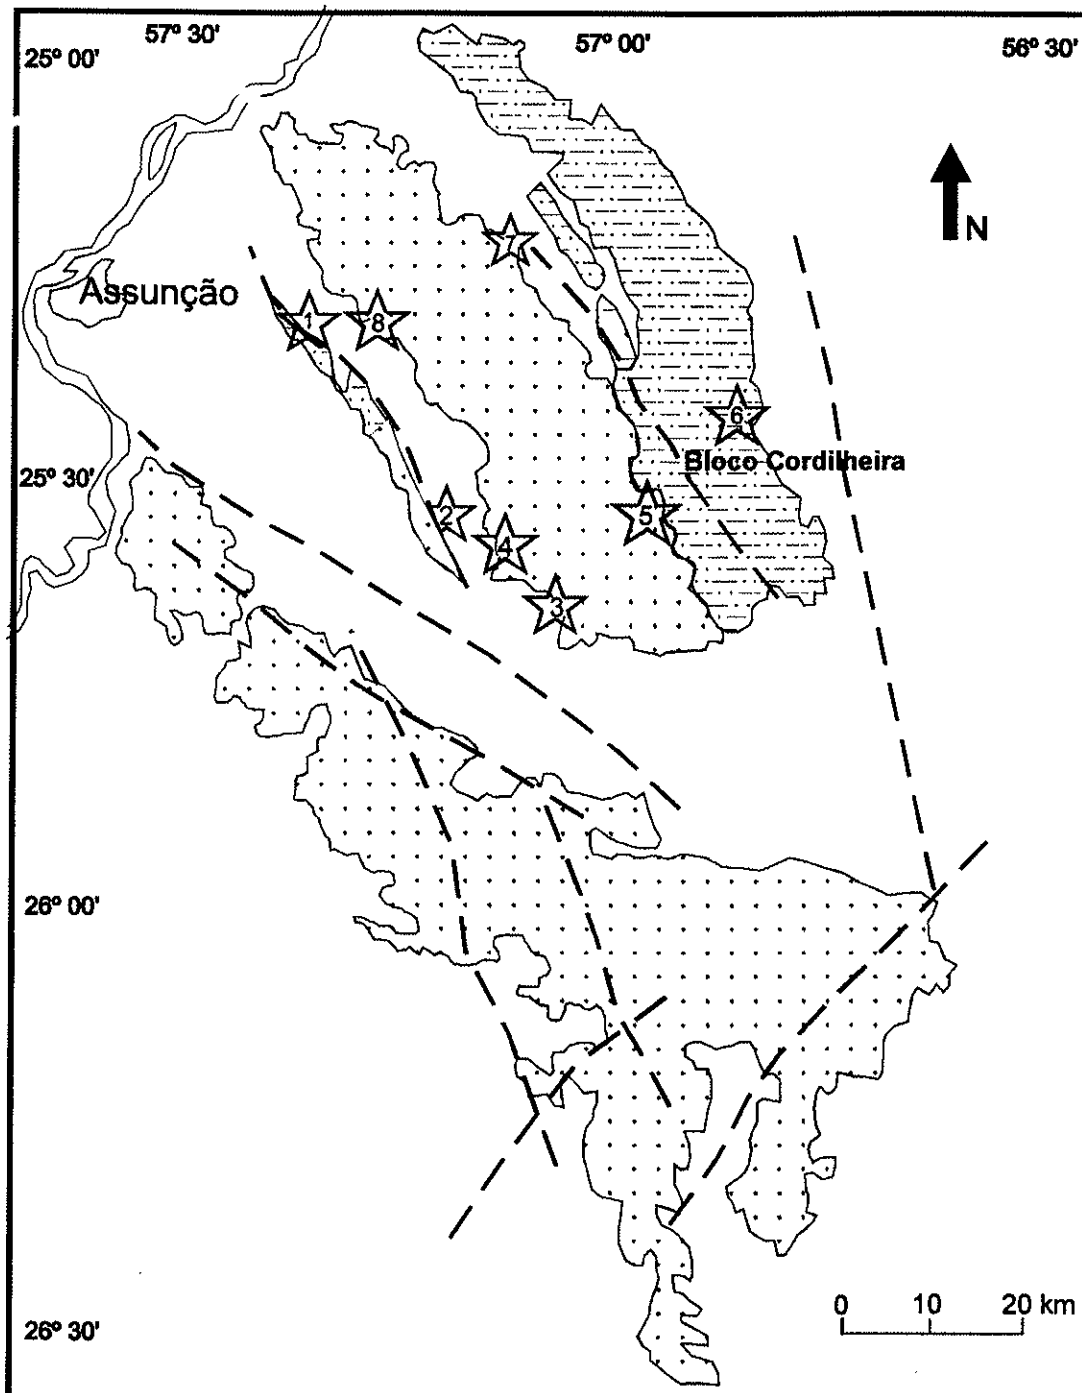 57º 30'
57º 00'
56º 30'
25º 00'
N
7
Assunção
1
8
6
Bloco Cordilheira
25º 30'
2
5
4
3
26º 00'
0 10 20 km
26º 30'